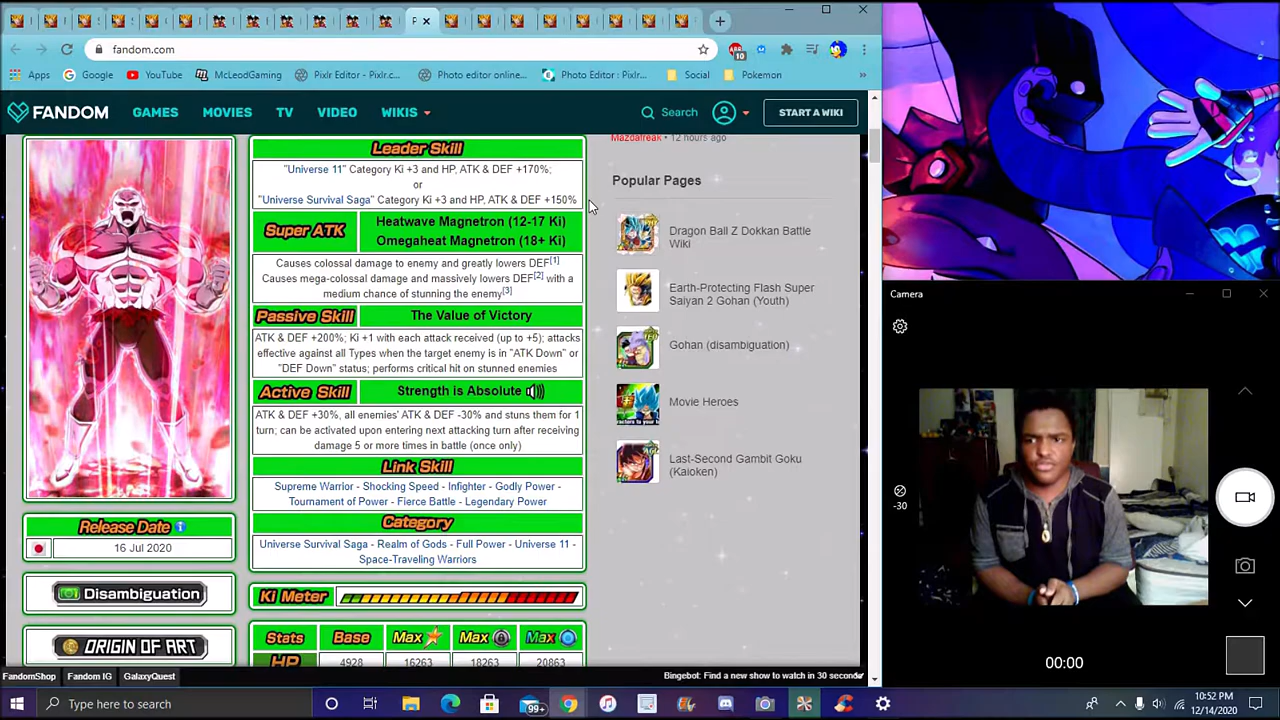 P
fandom.com
ABP
10
Apps
Google
YouTube
McLeodGaming
Pixlr Editor - Pixlr.c...
Photo editor online...
Photo Editor : Pixlr...
Social
Pokemon
»
FANDOM
GAMES
MOVIES
TV
VIDEO
WIKIS
Search
START A WIKI
Mazdafreak • 12 hours ago
Leader Skill
"Universe 11" Category Ki +3 and HP, ATK & DEF +170%;
or
"Universe Survival Saga" Category Ki +3 and HP, ATK & DEF +150%
Super ATK
Heatwave Magnetron (12-17 Ki)
Omegaheat Magnetron (18+ Ki)
Causes colossal damage to enemy and greatly lowers DEF[1]
Causes mega-colossal damage and massively lowers DEF[2] with a
medium chance of stunning the enemy[3]
Passive Skill
The Value of Victory
ATK & DEF +200%; Ki +1 with each attack received (up to +5); attacks
effective against all Types when the target enemy is in "ATK Down" or
"DEF Down" status; performs critical hit on stunned enemies
Active Skill
Strength is Absolute
ATK & DEF +30%, all enemies' ATK & DEF -30% and stuns them for 1
turn; can be activated upon entering next attacking turn after receiving
damage 5 or more times in battle (once only)
Link Skill
Supreme Warrior - Shocking Speed - Infighter - Godly Power -
Tournament of Power - Fierce Battle - Legendary Power
Category
Universe Survival Saga - Realm of Gods - Full Power - Universe 11 -
Space-Traveling Warriors
Ki Meter
Stats
Base
Max
Max
Max
HP
4928
16263
18263
20863
Release Date
16 Jul 2020
Disambiguation
ORIGIN OF ART
Popular Pages
Dragon Ball Z Dokkan Battle
Wiki
Earth-Protecting Flash Super
Saiyan 2 Gohan (Youth)
Gohan (disambiguation)
Movie Heroes
Last-Second Gambit Goku
(Kaioken)
FandomShop
Fandom IG
GalaxyQuest
Bingebot: Find a new show to watch in 30 seconds
Camera
-30
00:00
Type here to search
99+
10:52 PM
12/14/2020